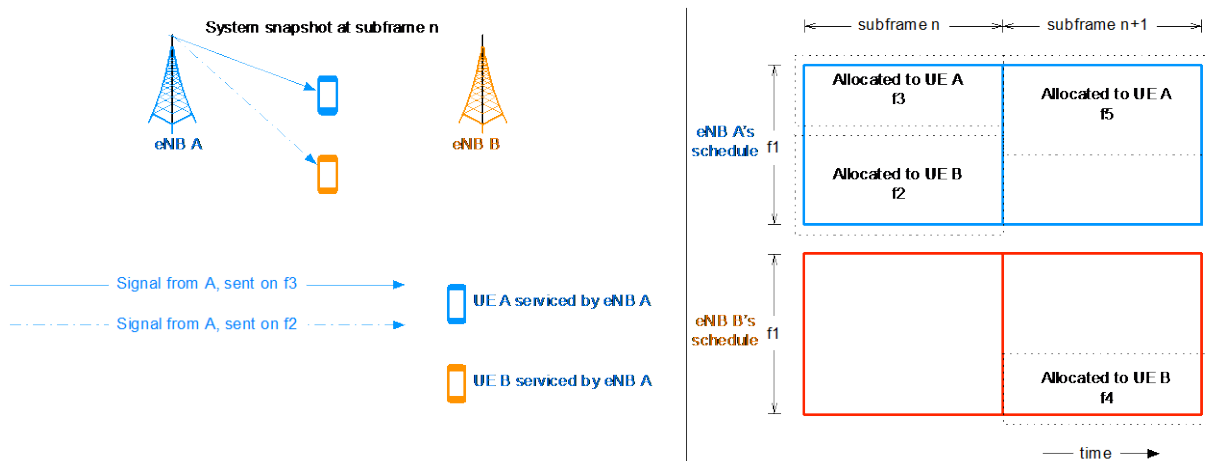 System snapshot at subframe n
eNB A
eNB B
Signal from A, sent on f3
Signal from A, sent on f2
UE A serviced by eNB A
UE B serviced by eNB A
subframe n
subframe n+1
eNB A's
schedule
f1
Allocated to UE A
f3
Allocated to UE B
f2
Allocated to UE A
f5
eNB B's
schedule
f1
Allocated to UE B
f4
time